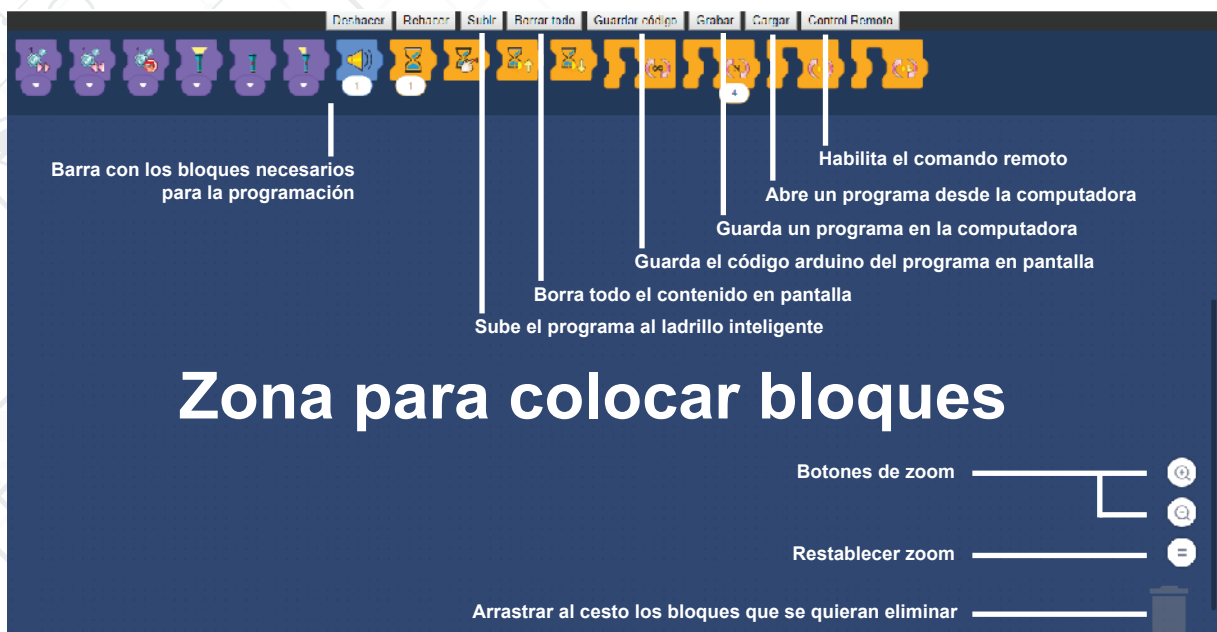 Deshacer Rehacer Subir Borrar todo Guardar código Grabar Cargar Control Remoto
1 1 4
Barra con los bloques necesarios
para la programación
Habilita el comando remoto
Abre un programa desde la computadora
Guarda un programa en la computadora
Guarda el código arduino del programa en pantalla
Borra todo el contenido en pantalla
Sube el programa al ladrillo inteligente
Zona para colocar bloques
Botones de zoom
Restablecer zoom
Arrastrar al cesto los bloques que se quieran eliminar